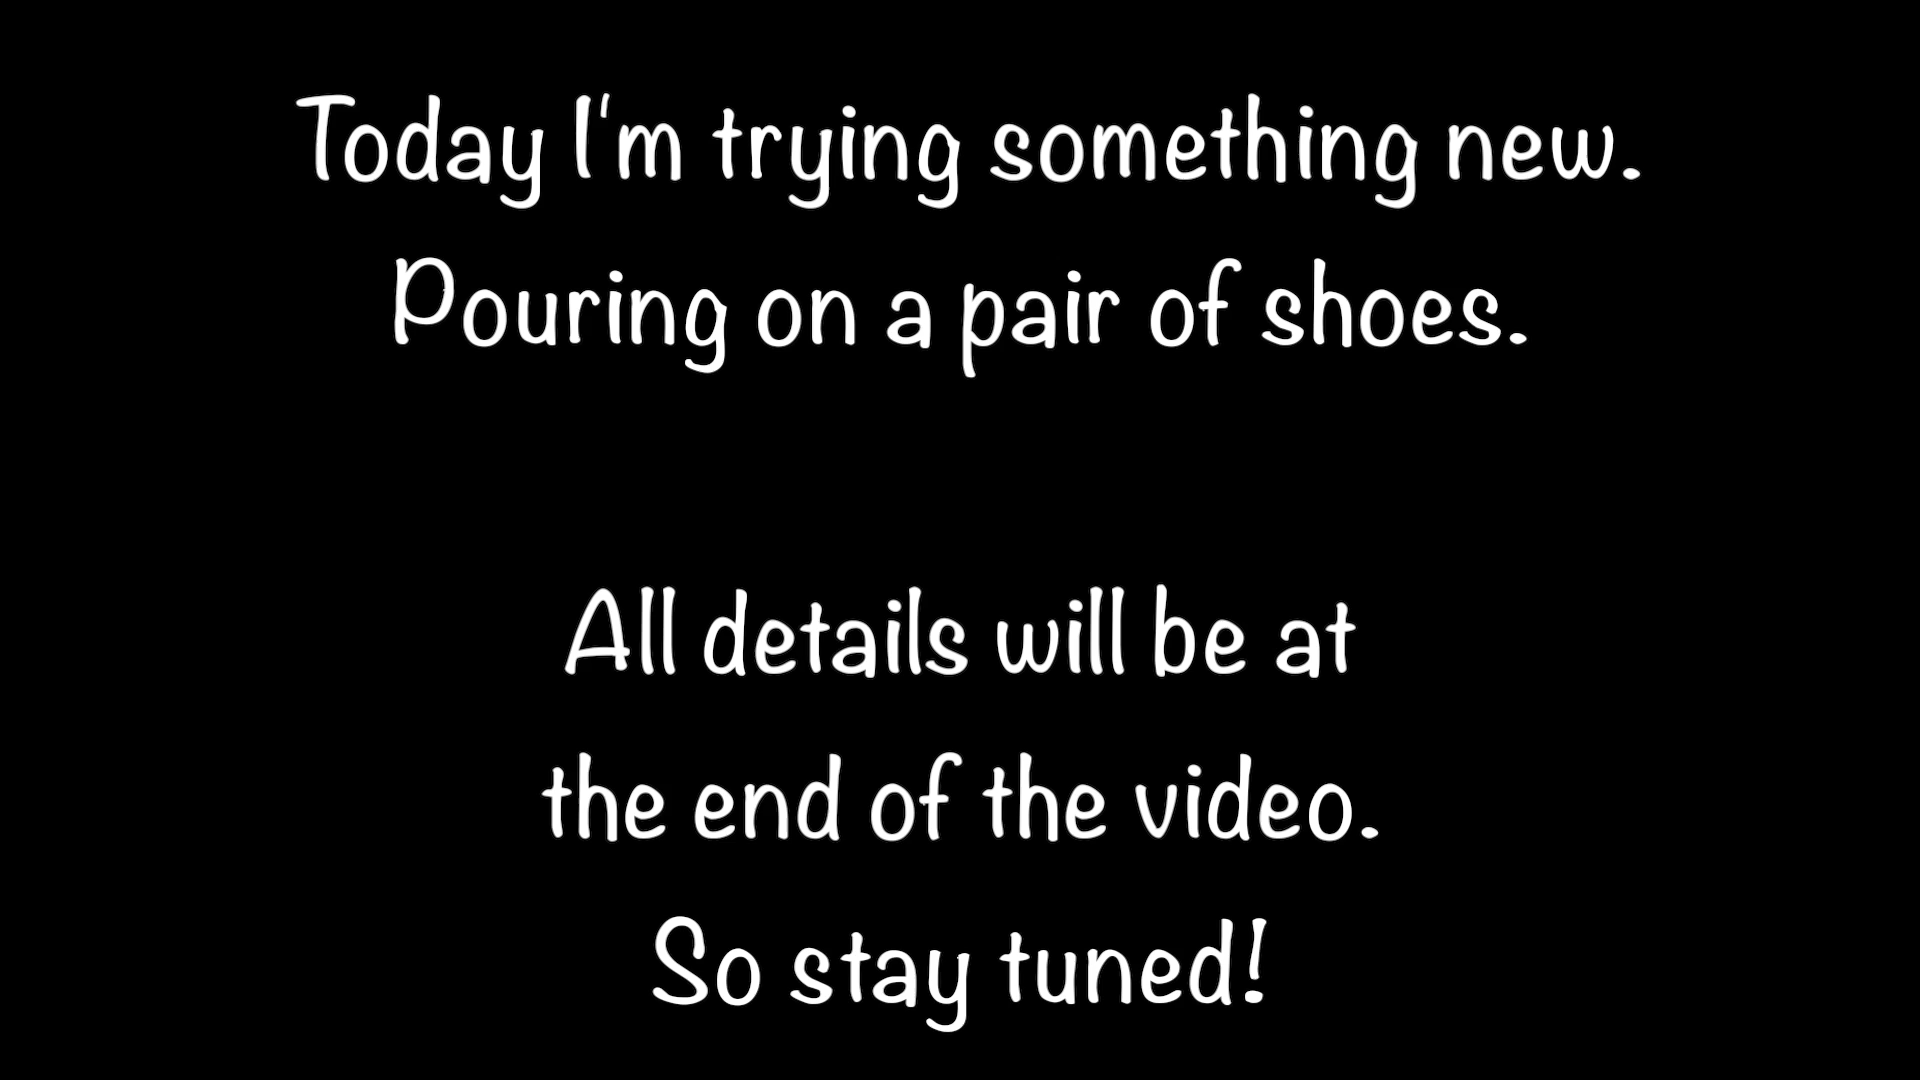 Today I'm trying something new.
Pouring on a pair of shoes.
All details will be at
the end of the video.
So stay tuned!